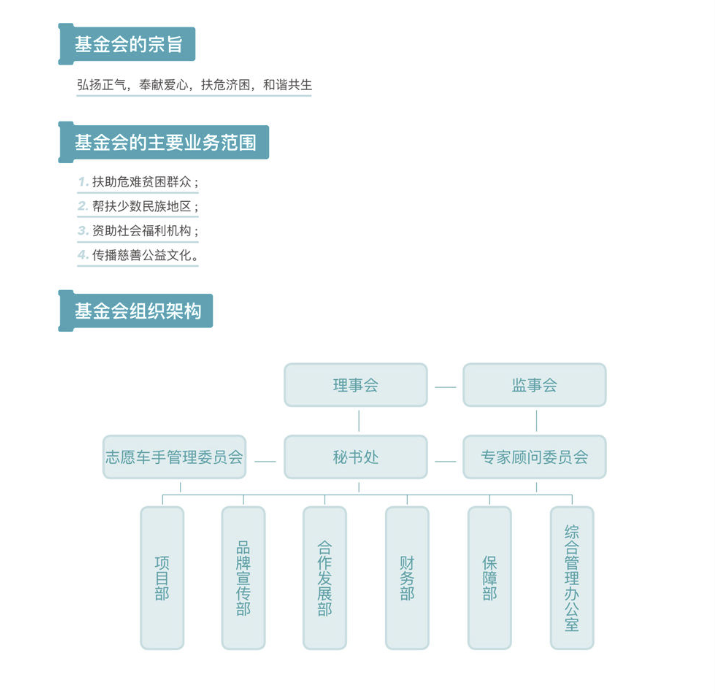 基金会的宗旨
弘扬正气，奉献爱心，扶危济困，和谐共生
基金会的主要业务范围
1. 扶助危难贫困群众；
2. 帮扶少数民族地区；
3. 资助社会福利机构；
4. 传播慈善公益文化。
基金会组织架构
理事会
监事会
志愿车手管理委员会
秘书处
专家顾问委员会
项目部
品牌宣传部
合作发展部
财务部
保障部
综合管理办公室